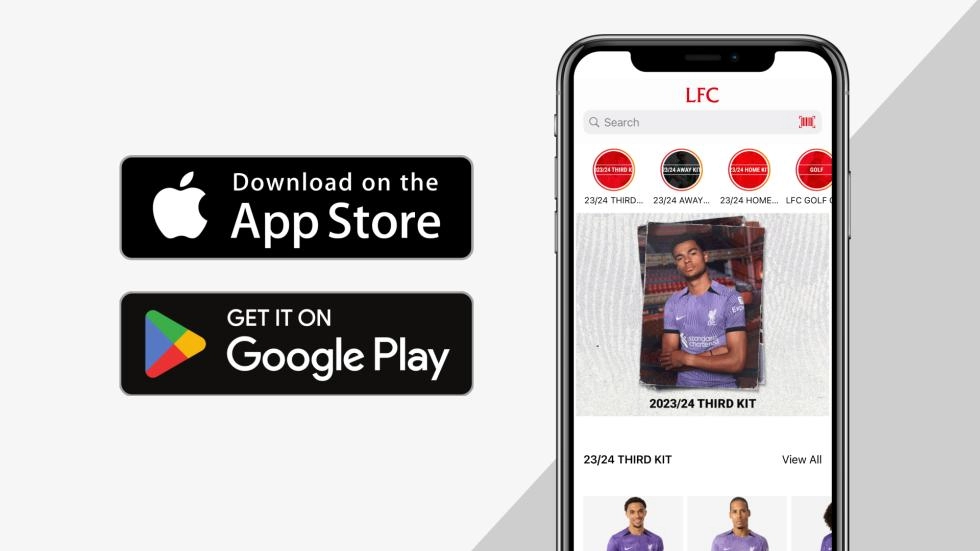 Download on the
App Store
GET IT ON
Google Play
LFC
Search
23/24 THIRD K
23/24 AWAY KIT
23/24 HOME KIT
GOLF
23/24 THIRD...
23/24 AWAY...
23/24 HOME...
LFC GOLF
standard
chartered
2023/24 THIRD KIT
23/24 THIRD KIT
View All